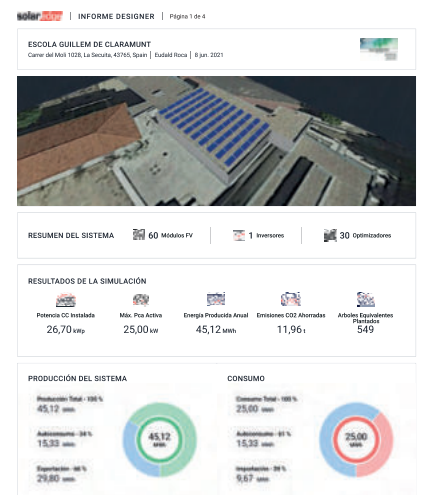 solaredge | INFORME DESIGNER | Página 1 de 4
ESCOLA GUILLEM DE CLARAMUNT
Carrer del Molí 1028, La Secuita, 43765, Spain | Eudald Roca | 8 jun. 2021
RESUMEN DEL SISTEMA 60 Módulos FV 1 Inversores 30 Optimizadores
RESULTADOS DE LA SIMULACIÓN
Potencia CC Instalada
26,70 kWp
Máx. Pca Activa
25,00 kW
Energía Producida Anual
45,12 MWh
Emisiones CO2 Ahorradas
11,96 t
Arboles Equivalentes
Plantados
549
PRODUCCIÓN DEL SISTEMA
Producción Total - 100 %
45,12 MWh
Autoconsumo - 34 %
15,33 MWh
Exportación - 66 %
29,80 MWh
45,12
MWh
CONSUMO
Consumo Total - 100 %
25,00 MWh
Autoconsumo - 61 %
15,33 MWh
Importación - 39 %
9,67 MWh
25,00
MWh